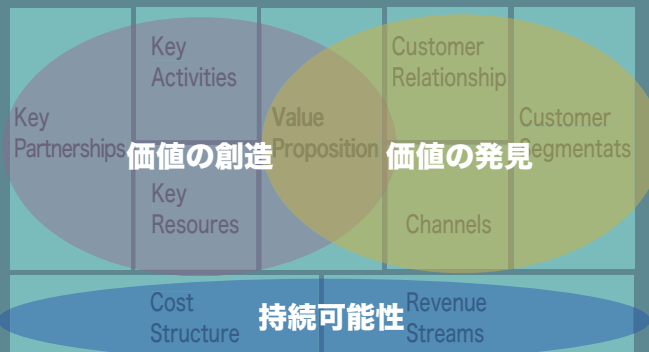 Key
Partnerships
Key
Activities
Key
Resoures
Value
Proposition
Customer
Relationship
Channels
Customer
Segmentats
Cost
Structure
Revenue
Streams
価値の創造
価値の発見
持続可能性